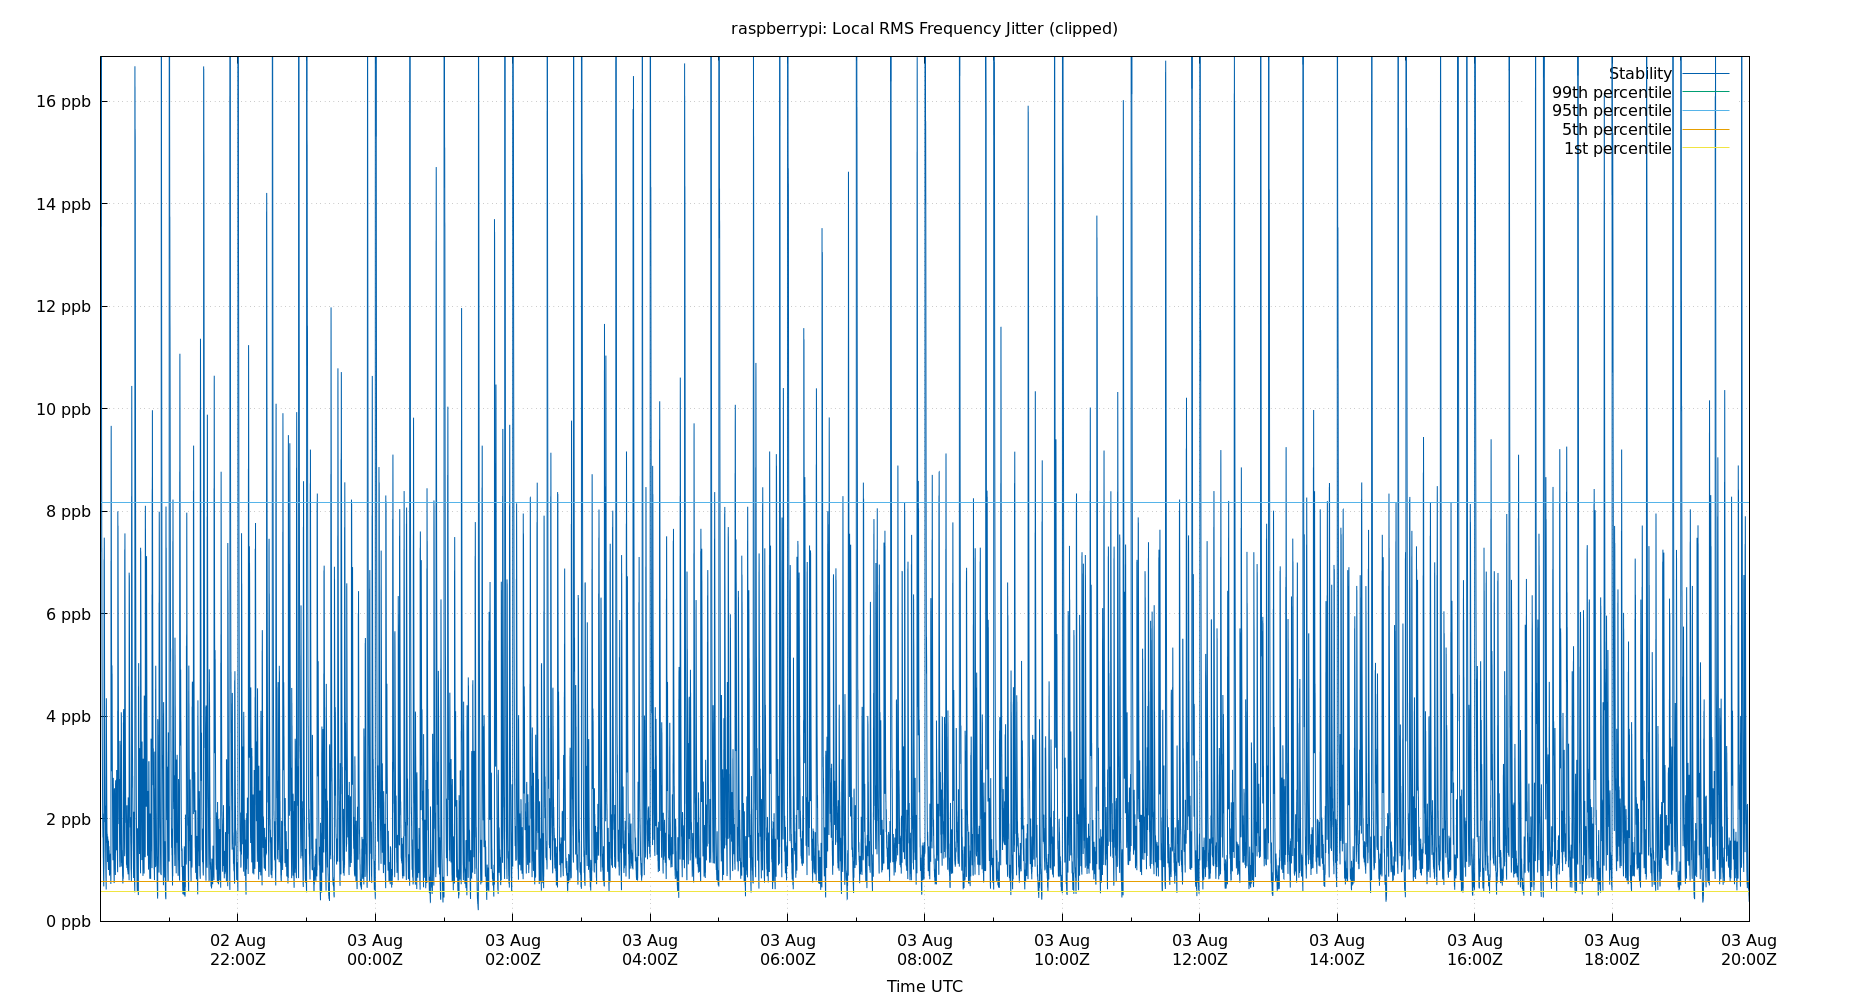 raspberrypi: Local RMS Frequency Jitter (clipped)
Stability
99th percentile
95th percentile
5th percentile
1st percentile
16 ppb
14 ppb
12 ppb
10 ppb
8 ppb
6 ppb
4 ppb
2 ppb
0 ppb
02 Aug 03 Aug 03 Aug 03 Aug 03 Aug 03 Aug 03 Aug 03 Aug 03 Aug 03 Aug 03 Aug 03 Aug
22:00Z 00:00Z 02:00Z 04:00Z 06:00Z 08:00Z 10:00Z 12:00Z 14:00Z 16:00Z 18:00Z 20:00Z
Time UTC